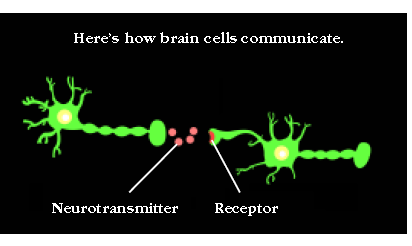 Here's how brain cells communicate.
Neurotransmitter
Receptor